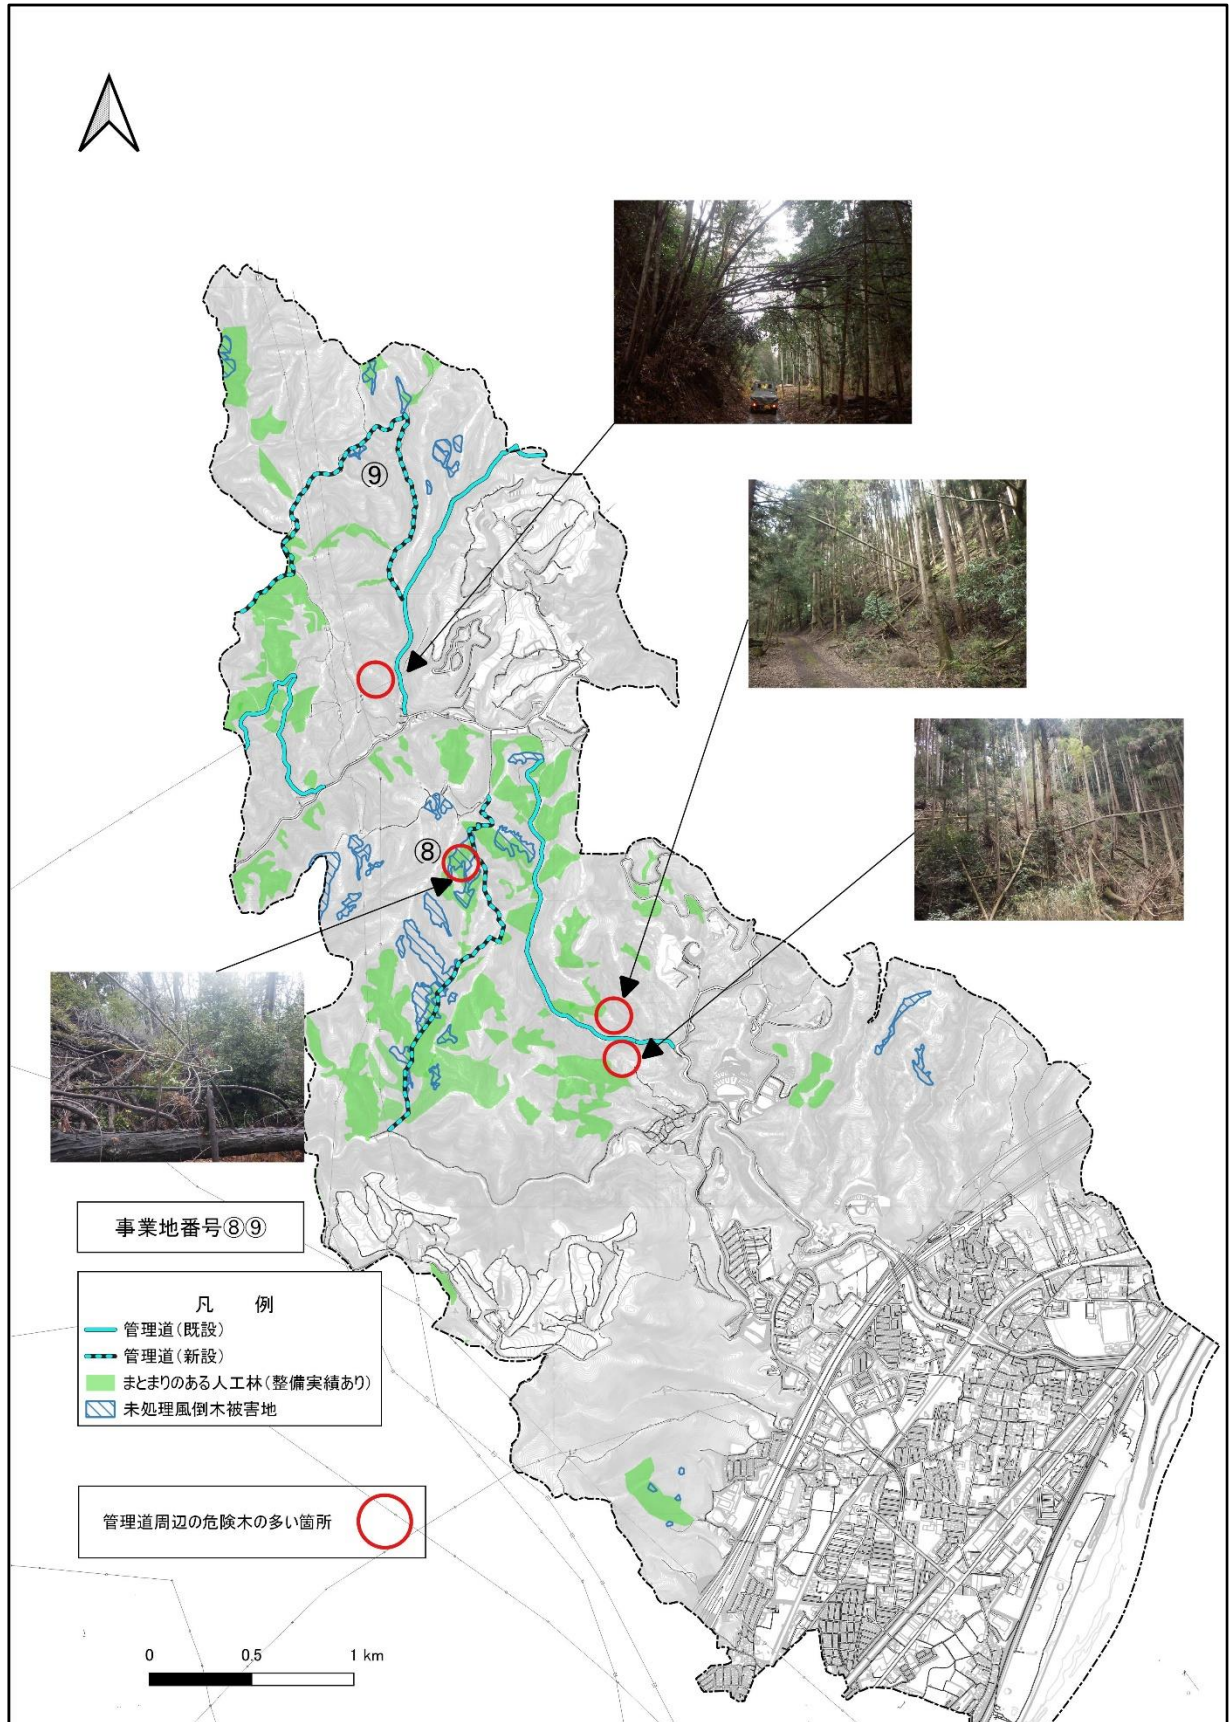 ⑨
⑧
事業地番号⑧⑨
凡 例
管理道(既設)
管理道(新設)
まとまりのある人工林(整備実績あり)
未処理風倒木被害地
管理道周辺の危険木の多い箇所
0 0.5 1 km